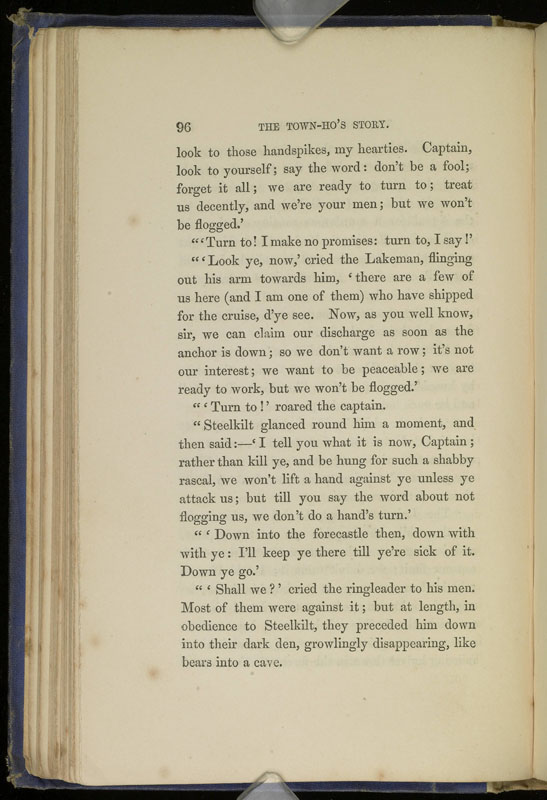 96 THE TOWN-HO'S STORY.
look to those handspikes, my hearties. Captain,
look to yourself; say the word: don't be a fool;
forget it all; we are ready to turn to; treat
us decently, and we're your men; but we won't
be flogged.'
"'Turn to! I make no promises: turn to, I say!'
"'Look ye, now,' cried the Lakeman, flinging
out his arm towards him, 'there are a few of
us here (and I am one of them) who have shipped
for the cruise, d'ye see. Now, as you well know,
sir, we can claim our discharge as soon as the
anchor is down; so we don't want a row; it's not
our interest; we want to be peaceable; we are
ready to work, but we won't be flogged.'
"'Turn to!' roared the captain.
"Steelkilt glanced round him a moment, and
then said:—'I tell you what it is now, Captain;
rather than kill ye, and be hung for such a shabby
rascal, we won't lift a hand against ye unless ye
attack us; but till you say the word about not
flogging us, we don't do a hand's turn.'
"'Down into the forecastle then, down with
with ye: I'll keep ye there till ye're sick of it.
Down ye go.'
"'Shall we?' cried the ringleader to his men.
Most of them were against it; but at length, in
obedience to Steelkilt, they preceded him down
into their dark den, growlingly disappearing, like
bears into a cave.